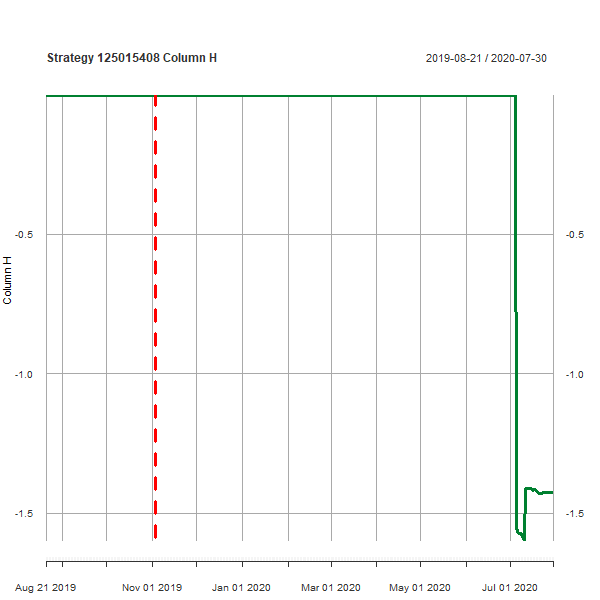 Strategy 125015408 Column H
2019-08-21 / 2020-07-30
-0.5
-0.5
Column H
-1.0
-1.0
-1.5
-1.5
Aug 21 2019
Nov 01 2019
Jan 01 2020
Mar 01 2020
May 01 2020
Jul 01 2020